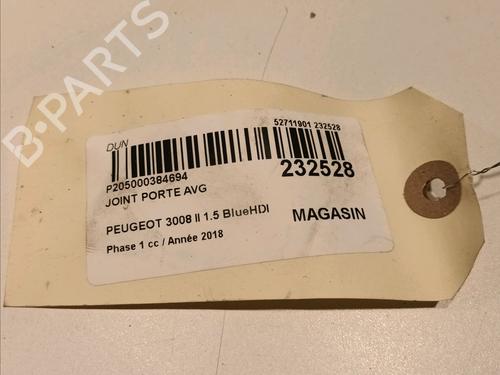 B-PARTS
DUN
52711901 232528
P205000384694
232528
JOINT PORTE AVG
PEUGEOT 3008 II 1.5 BlueHDI
MAGASIN
Phase 1 cc / Année 2018